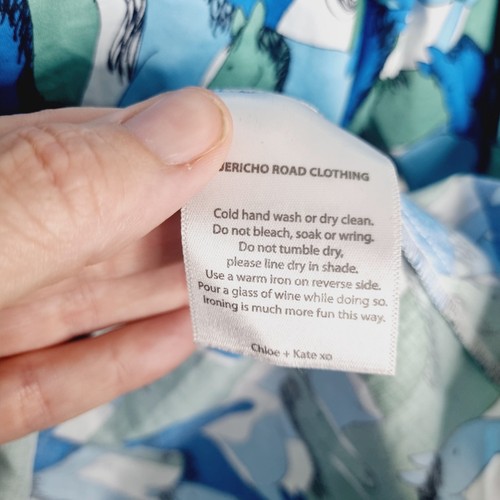 JERICHO ROAD CLOTHING
Cold hand wash or dry clean.
Do not bleach, soak or wring.
Do not tumble dry,
please line dry in shade.
Use a warm Iron on reverse side.
Pour a glass of wine while doing so.
Ironing is much more fun this way.
Chloe + Kate xo